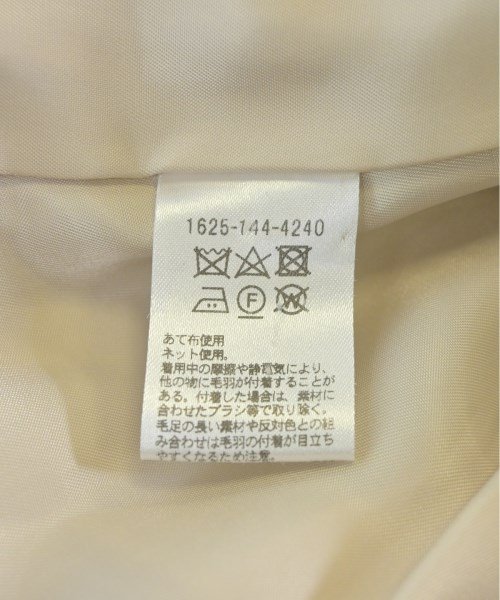 1625-144-4240
F
W
あて布使用
ネット使用。
着用中の摩擦や静電気により、
他の物に毛羽が付着することが
ある。付着した場合は、素材に
合わせたブラシ等で取り除く。
毛足の長い素材や反対色との組
み合わせは毛羽の付着が目立ち
やすくなるため注意。